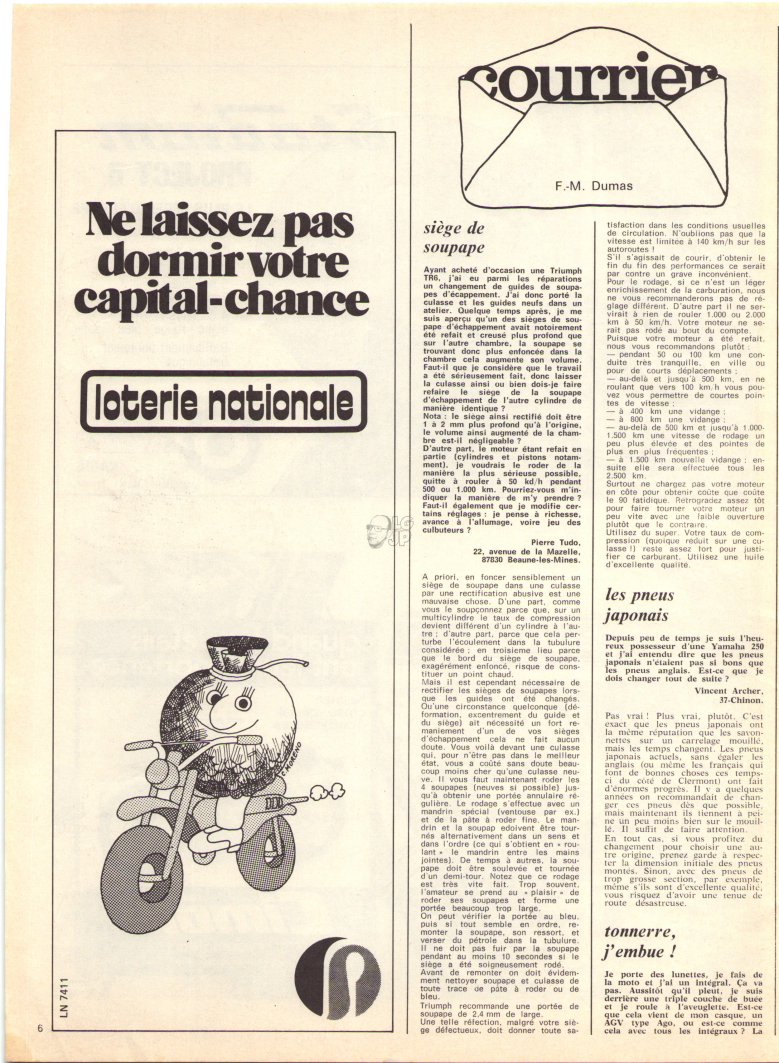 Ne laissez pas
dormir votre
capital-chance
loterie nationale
C. MORENO
LN 7411
6
courrier
F.-M. Dumas
siège de
soupape
Ayant acheté d'occasion une Triumph
TR6, j'ai eu parmi les réparations
un changement de guides de soupa-
pes d'écappement. J'ai donc porté la
culasse et les guides neufs dans un
atelier. Quelque temps après, je me
suis aperçu qu'un des sièges de sou-
pape d'échappement avait notoirement
été refait et creusé plus profond que
sur l'autre chambre, la soupape se
trouvant donc plus enfoncée dans la
chambre cela augmente son volume.
Faut-il que je considère que le travail
a été sérieusement fait, donc laisser
la culasse ainsi ou bien dois-je faire
refaire le siège de la soupape
d'échappement de l'autre cylindre de
manière identique ?
Nota : le siège ainsi rectifié doit être
1 à 2 mm plus profond qu'à l'origine,
le volume ainsi augmenté de la cham-
bre est-il négligeable ?
D'autre part, le moteur étant refait en
partie (cylindres et pistons notam-
ment), je voudrais le roder de la
manière la plus sérieuse possible,
quitte à rouler à 50 kd/h pendant
500 ou 1.000 km. Pourriez-vous m'in-
diquer la manière de m'y prendre ?
Faut-il également que je modifie cer-
tains réglages : je pense à richesse,
avance à l'allumage, voire jeu des
culbuteurs ?
Pierre Tudo,
22, avenue de la Mazelle,
87830 Beaune-les-Mines.
A priori, en foncer sensiblement un
siège de soupape dans une culasse
par une rectification abusive est une
mauvaise chose. D'une part, comme
vous le soupçonnez parce que, sur un
multicylindre le taux de compression
devient différent d'un cylindre à l'au-
tre ; d'autre part, parce que cela per-
turbe l'écoulement dans la tubulure
considérée ; en troisieme lieu parce
que le bord du siège de soupape,
exagérément enfoncé, risque de cons-
tituer un point chaud.
Mais il est cependant nécessaire de
rectifier les sièges de soupapes lors-
que les guides ont été changés.
Qu'une circonstance quelconque (dé-
formation, excentrement du guide et
du siège) ait nécessité un fort re-
maniement d'un de vos sièges
d'échappement cela ne fait aucun
doute. Vous voilà devant une culasse
qui, pour n'être pas dans le meilleur
état, vous a coûté sans doute beau-
coup moins cher qu'une culasse neu-
ve. Il vous faut maintenant roder les
4 soupapes (neuves si possible) jus-
qu'à obtenir une portée annulaire ré-
gulière. Le rodage s'effectue avec un
mandrin spécial (ventouse par ex.)
et de la pâte à roder fine. Le man-
drin et la soupap edoivent être tour-
nés alternativement dans un sens et
dans l'ordre (ce qui s'obtient en « rou-
lant » le mandrin entre les mains
jointes). De temps à autres, la sou-
pape doit être soulevée et tournée
d'un demi-tour. Notez que ce rodage
est très vite fait. Trop souvent,
l'amateur se prend au « plaisir » de
roder ses soupapes et forme une
portée beaucoup trop large.
On peut vérifier la portée au bleu,
puis si tout semble en ordre, re-
monter la soupape, son ressort, et
verser du pétrole dans la tubulure.
Il ne doit pas fuir par la soupape
pendant au moins 10 secondes si le
siège a été soigneusement rodé.
Avant de remonter on doit évidem-
ment nettoyer soupape et culasse de
toute trace de pâte à roder ou de
bleu.
Triumph recommande une portée de
soupape de 2,4 mm de large.
Une telle réfection, malgré votre siè-
ge défectueux, doit donner toute sa-
tisfaction dans les conditions usuelles
de circulation. N'oublions pas que la
vitesse est limitée à 140 km/h sur les
autoroutes !
S'il s'agissait de courir, d'obtenir le
fin du fin des performances ce serait
par contre un grave inconvénient.
Pour le rodage, si ce n'est un léger
enrichissement de la carburation, nous
ne vous recommanderons pas de ré-
glage différent. D'autre part il ne ser-
virait à rien de rouler 1.000 ou 2.000
km à 50 km/h. Votre moteur ne se-
rait pas rodé au bout du compte.
Puisque votre moteur a été refait,
nous vous recommandons plutôt :
— pendant 50 ou 100 km une con-
duite très tranquille, en ville ou
pour de courts déplacements ;
— au-delà et jusqu'à 500 km, en ne
roulant que vers 100 km.h vous pou-
vez vous permettre de courtes poin-
tes de vitesse ;
— à 400 km une vidange ;
— à 800 km une vidange ;
— au-delà de 500 km et jusqu'à 1.000-
1.500 km une vitesse de rodage un
peu plus élevée et des pointes de
plus en plus fréquentes ;
— à 1.500 km nouvelle vidange ; en-
suite elle sera effectuée tous les
2.500 km.
Surtout ne chargez pas votre moteur
en côte pour obtenir coûte que coûte
le 90 fatidique. Retrogradez assez tôt
pour faire tourner votre moteur un
peu vite avec une faible ouverture
plutôt que le contraire.
Utilisez du super. Votre taux de com-
pression (quoique réduit sur une cu-
lasse !) reste assez fort pour justi-
fier ce carburant. Utilisez une huile
d'excellente qualité.
les pneus
japonais
Depuis peu de temps je suis l'heu-
reux possesseur d'une Yamaha 250
et j'ai entendu dire que les pneus
japonais n'étaient pas si bons que
les pneus anglais. Est-ce que je
dois changer tout de suite ?
Vincent Archer,
37-Chinon.
Pas vrai ! Plus vrai, plutôt. C'est
exact que les pneus japonais ont
la même réputation que les savon-
nettes sur un carrelage mouillé,
mais les temps changent. Les pneus
japonais actuels, sans égaler les
anglais (ou même les français qui
font de bonnes choses ces temps-
ci du côté de Clermont) ont fait
d'énormes progrès. Il y a quelques
années on recommandait de chan-
ger ces pneus dès que possible,
mais maintenant ils tiennent à pei-
ne un peu moins bien sur le mouil-
lé. Il suffit de faire attention.
En tout cas, si vous profitez du
changement pour choisir une au-
tre origine, prenez garde à respec-
ter la dimension initiale des pneus
montés. Sinon, avec des pneus de
trop grosse section, par exemple,
même s'ils sont d'excellente qualité,
vous risquez d'avoir une tenue de
route désastreuse.
tonnerre,
j'embue !
Je porte des lunettes, je fais de
la moto et j'ai un intégral. Ça va
pas. Aussitôt qu'il pleut, je suis
derrière une triple couche de buée
et je roule à l'aveuglette. Est-ce
que cela vient de mon casque, un
AGV type Ago, ou est-ce comme
cela avec tous les intégraux ? La